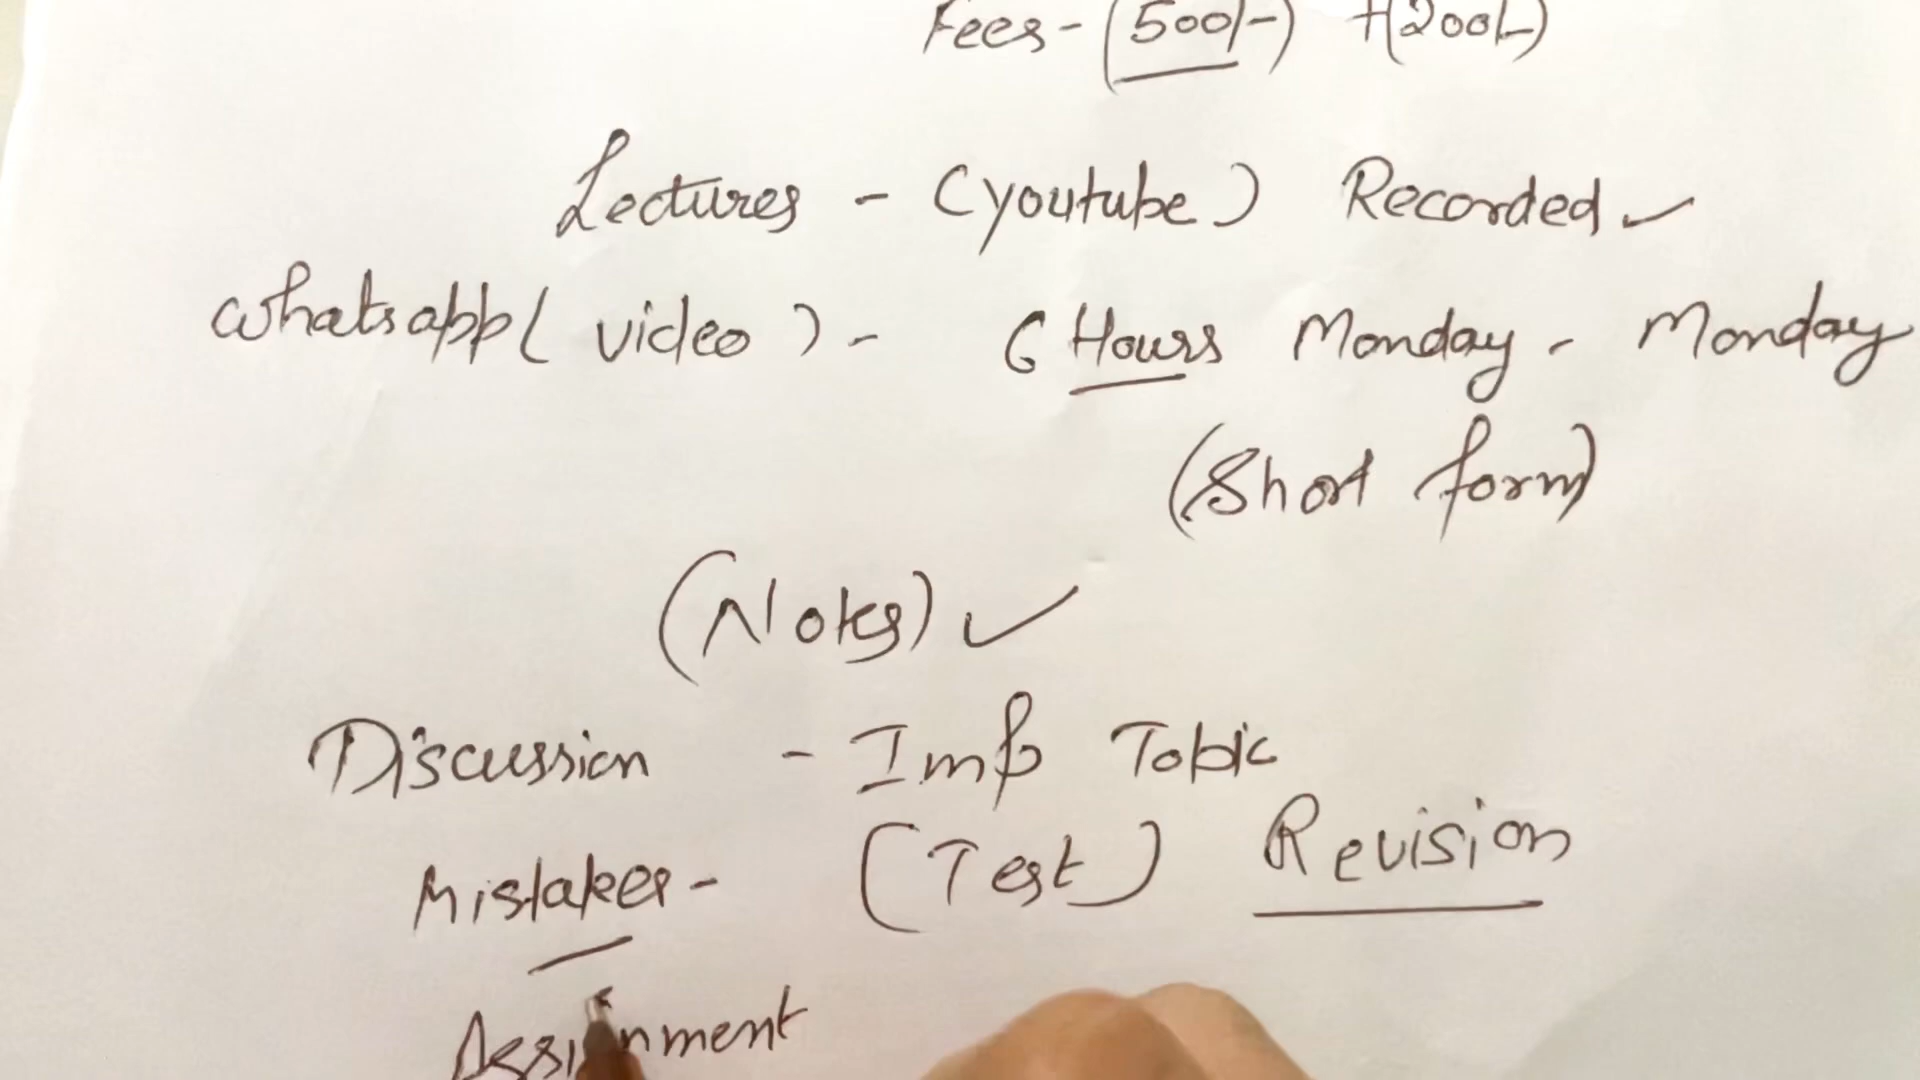 Fees - (500/-) + (200/-)
Lectures - (youtube) Recorded ✓
whatsapp ( video ) - 6 Hours Monday - Monday
(Short form)
(Notes) ✓
Discussion - Imp Topic
Mistakes - (Test) Revision
Assignment